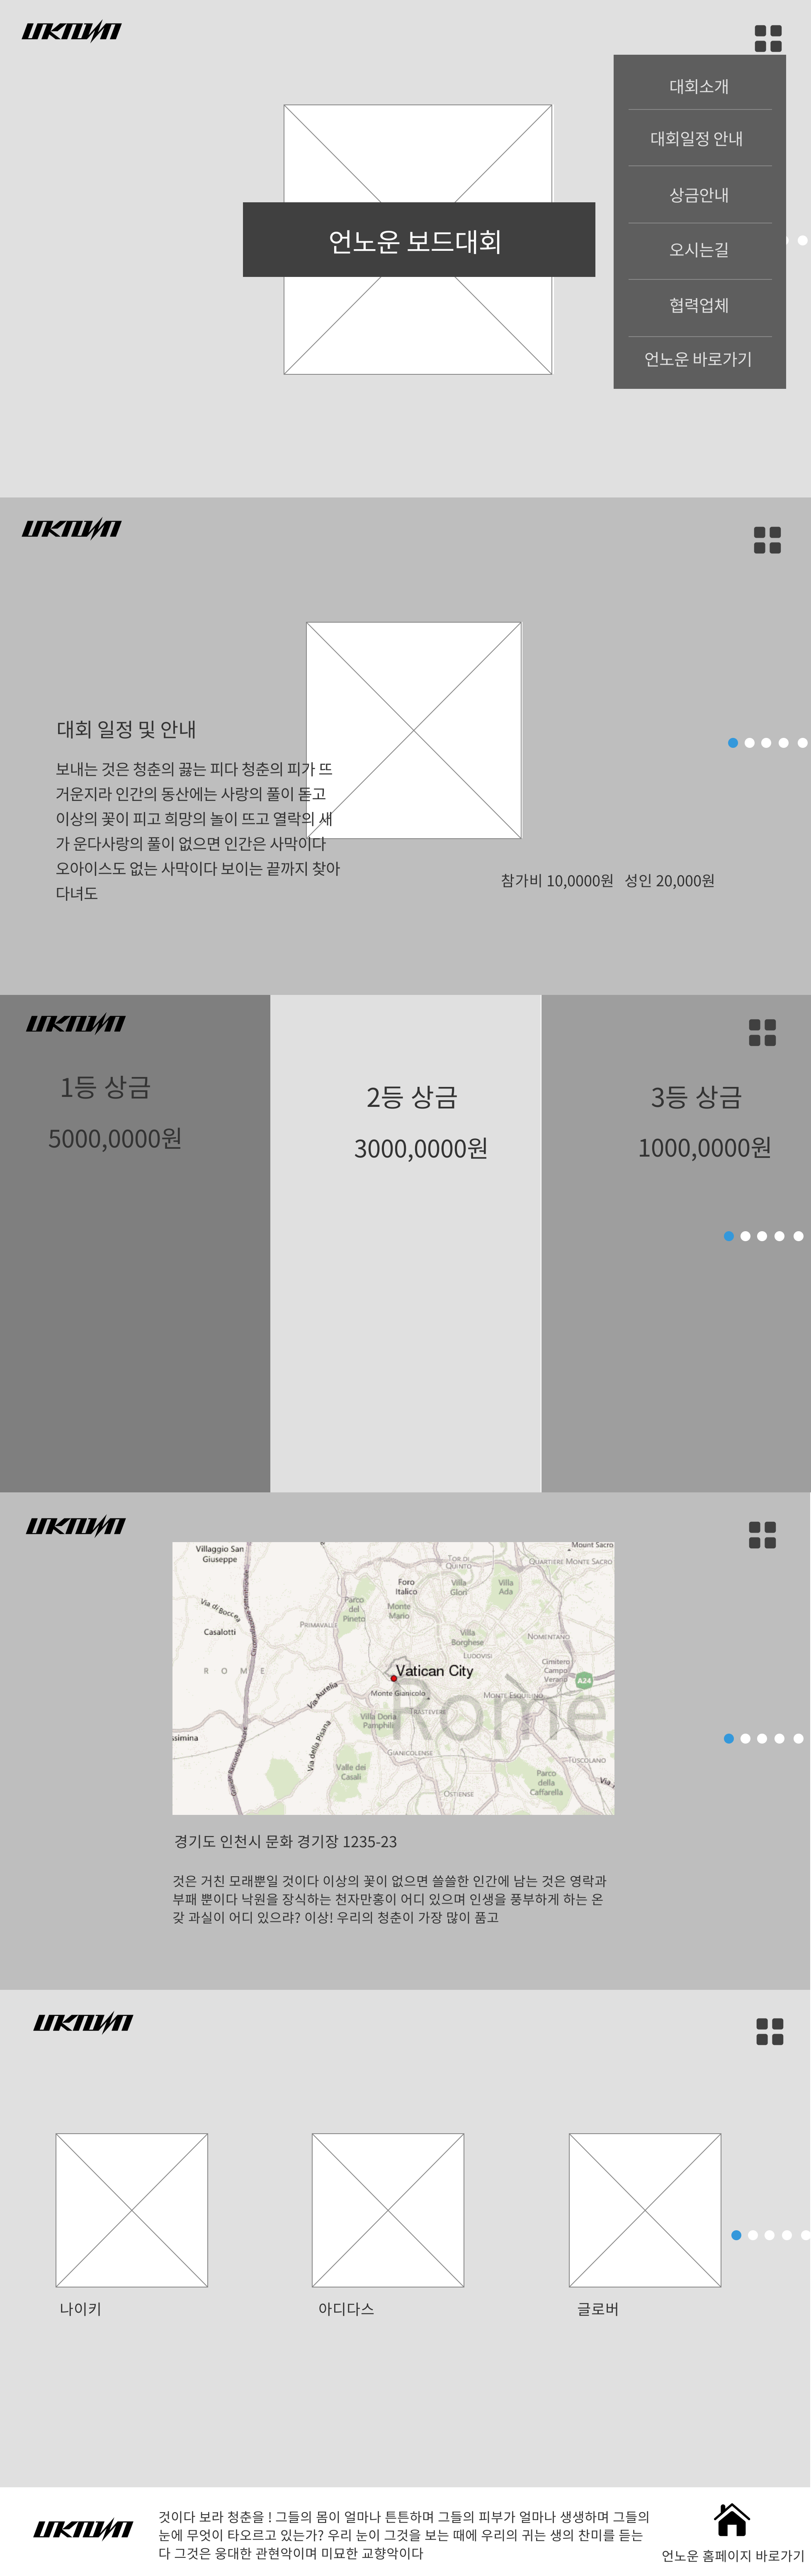 UKNOWN
대회소개
대회일정 안내
상금안내
오시는길
협력업체
언노운 바로가기
언노운 보드대회
UKNOWN
대회 일정 및 안내
보내는 것은 청춘의 끓는 피다 청춘의 피가 뜨
거운지라 인간의 동산에는 사랑의 풀이 돋고
이상의 꽃이 피고 희망의 놀이 뜨고 열락의 새
가 운다사랑의 풀이 없으면 인간은 사막이다
오아이스도 없는 사막이다 보이는 끝까지 찾아
다녀도
참가비 10,0000원 성인 20,000원
UKNOWN
1등 상금
5000,0000원
2등 상금
3000,0000원
3등 상금
1000,0000원
UKNOWN
Villaggio San
Giuseppe
Mount Sacro
Tor di
Quinto
Quartiere Monte Sacro
Foro
Italico
Villa
Glori
Villa
Ada
Via di Boccea
Parco
del
Pineto
Monte
Mario
Primavalle
Casalotti
Villa
Borghese
Nomentano
Ludovisi
ROME
Vatican City
Cimitero
Campo
Verano
A24
Via Aurelia
Monte Gianicolo
Monte Esquilino
Trastevere
Rome
Villa Doria
Pamphili
ssimina
Via della Pisana
Gianicolense
Valle dei
Casali
Tuscolano
Parco
della
Caffarella
Ostiense
경기도 인천시 문화 경기장 1235-23
것은 거친 모래뿐일 것이다 이상의 꽃이 없으면 쓸쓸한 인간에 남는 것은 영락과
부패 뿐이다 낙원을 장식하는 천자만홍이 어디 있으며 인생을 풍부하게 하는 온
갖 과실이 어디 있으랴? 이상! 우리의 청춘이 가장 많이 품고
UKNOWN
나이키
아디다스
글로버
UKNOWN
것이다 보라 청춘을 ! 그들의 몸이 얼마나 튼튼하며 그들의 피부가 얼마나 생생하며 그들의
눈에 무엇이 타오르고 있는가? 우리 눈이 그것을 보는 때에 우리의 귀는 생의 찬미를 듣는
다 그것은 웅대한 관현악이며 미묘한 교향악이다
언노운 홈페이지 바로가기